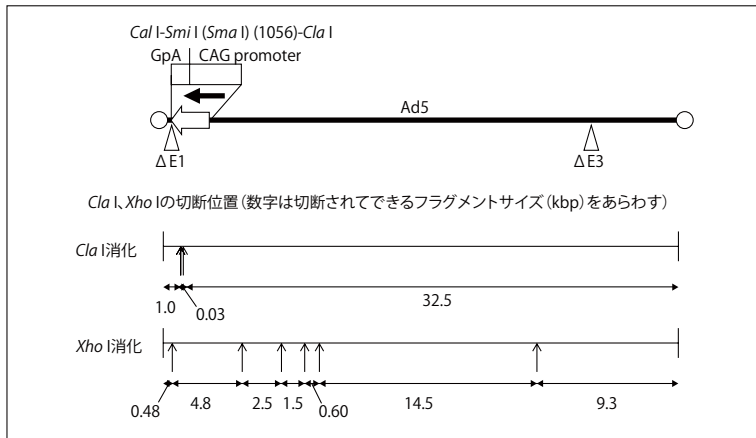 Cal I-Smi I (Sma I) (1056)-Cla I
GpA
CAG promoter
Ad5
Δ E1
Δ E3
Cla I、Xho Iの切断位置(数字は切断されてできるフラグメントサイズ(kbp)をあらわす)
Cla I消化
1.0
0.03
32.5
Xho I消化
0.48
4.8
2.5
1.5
0.60
14.5
9.3